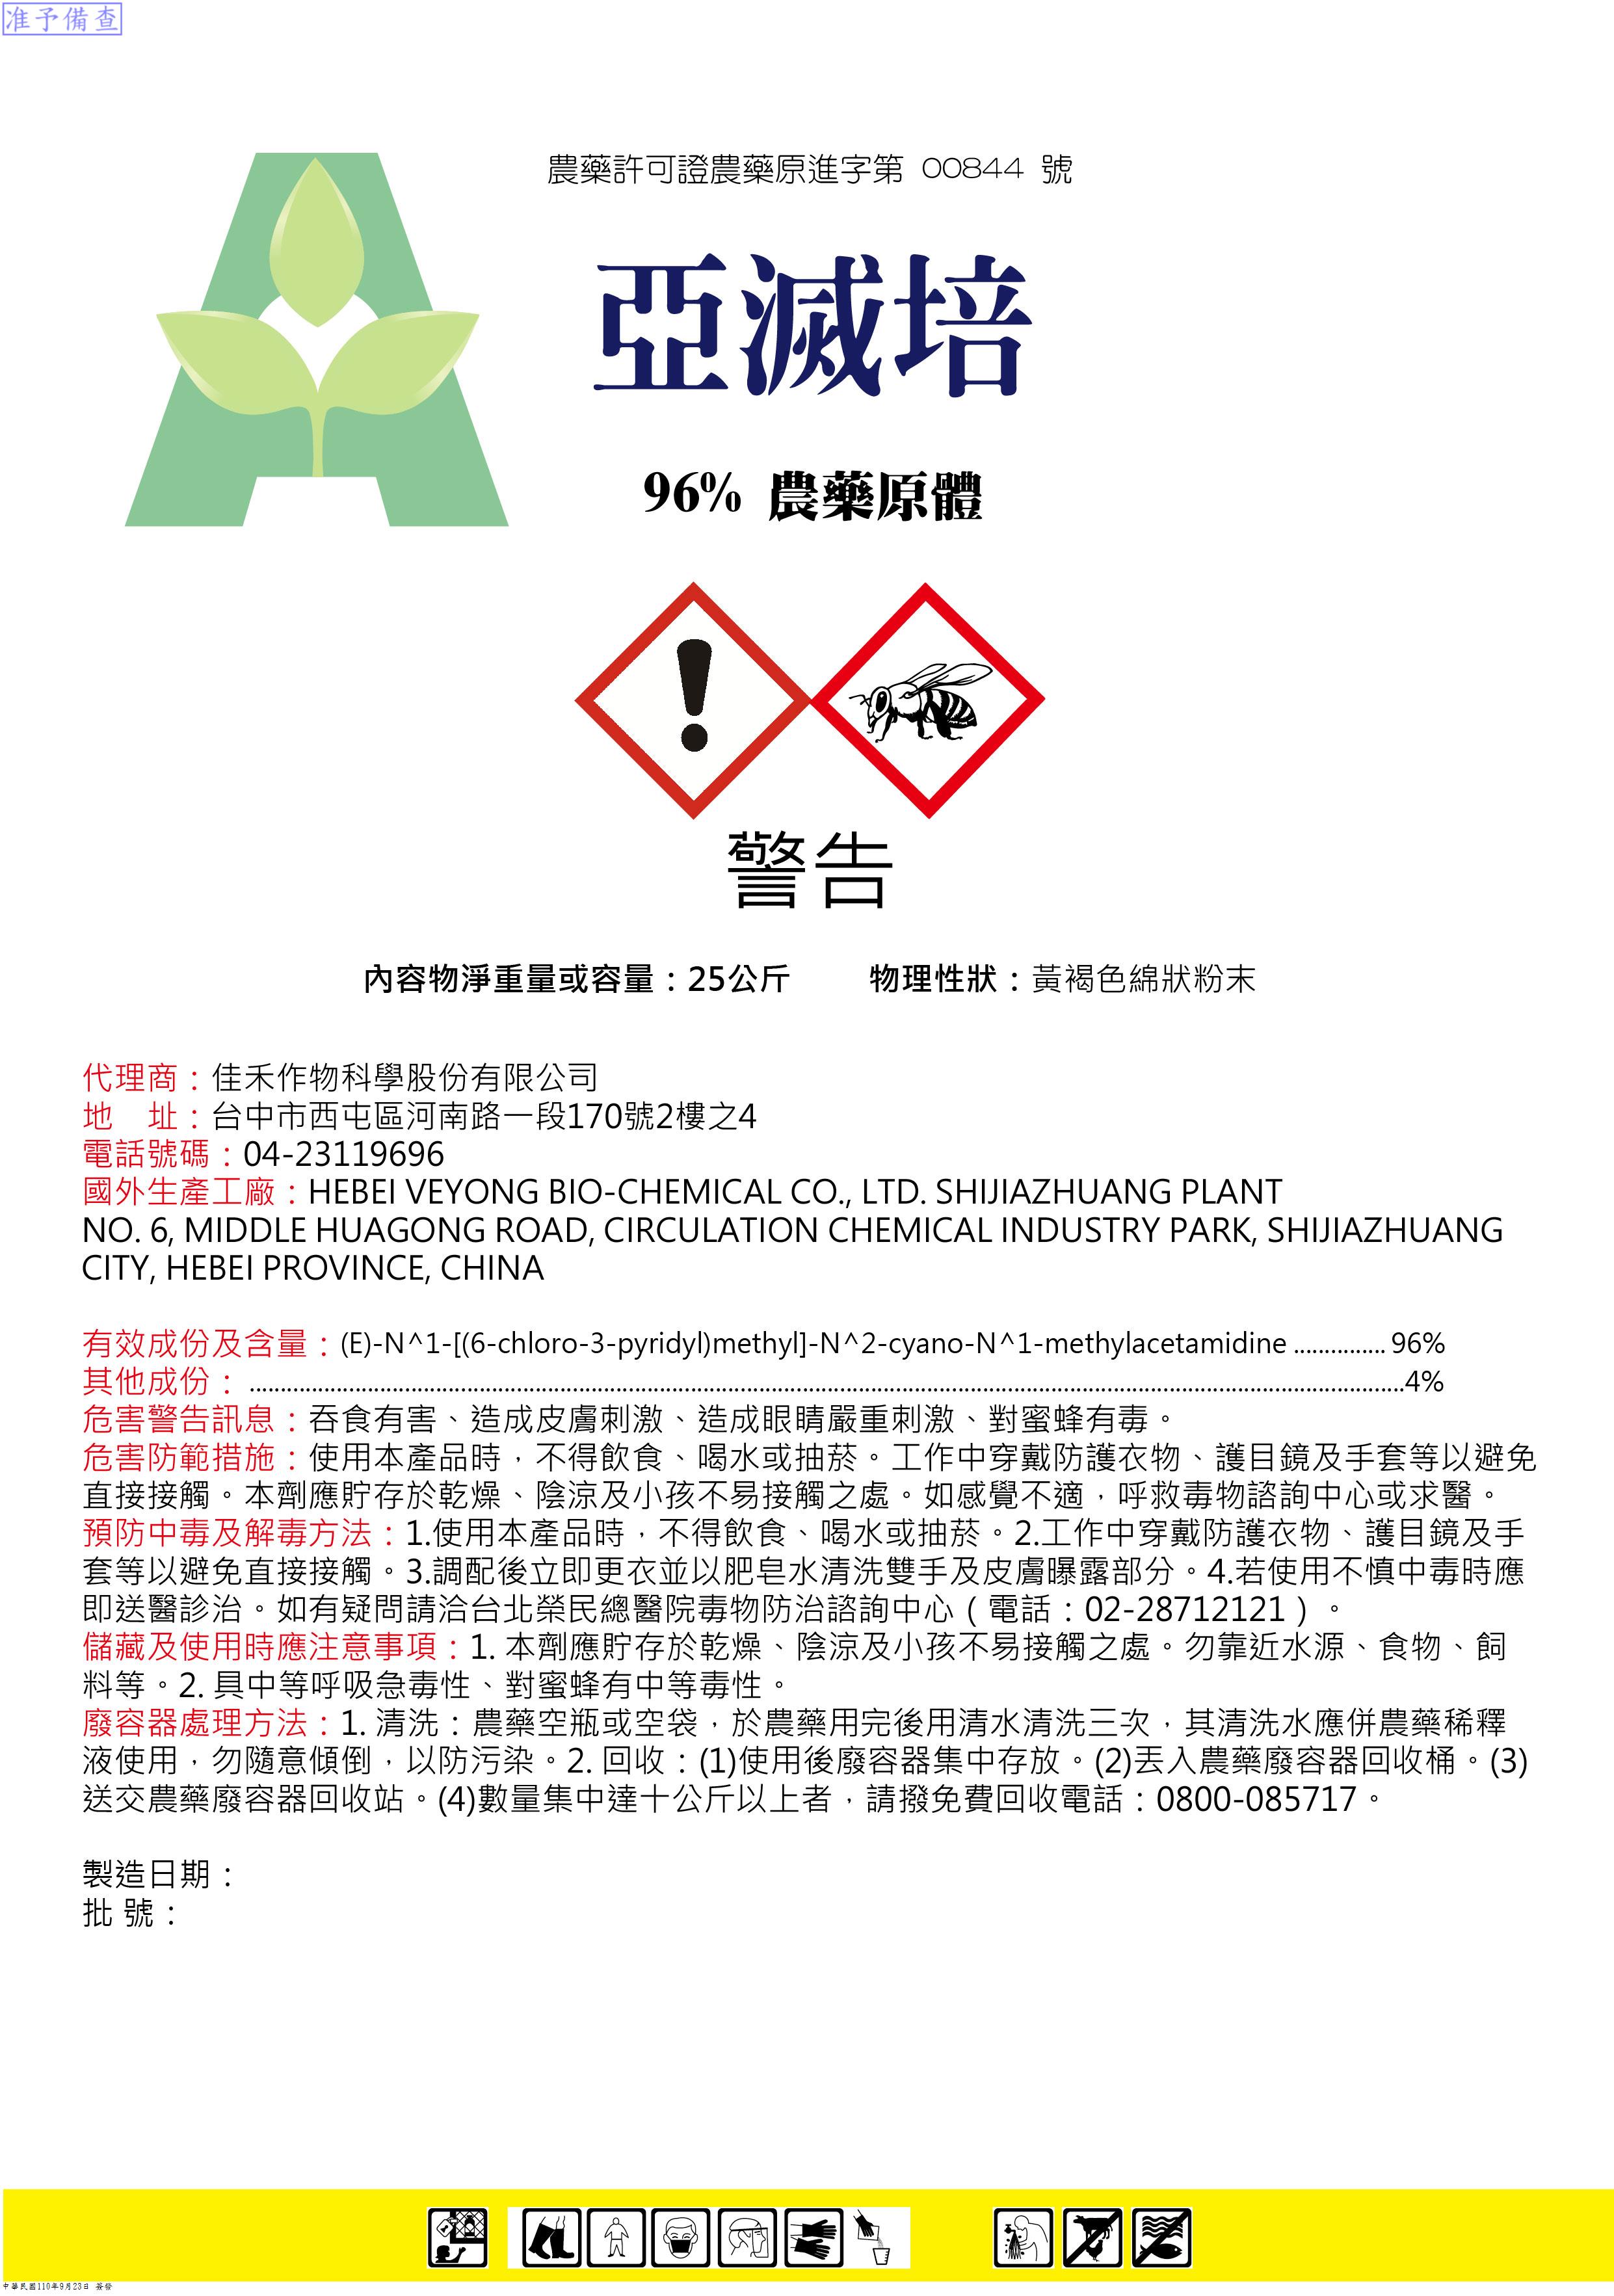 准予備查
農藥許可證農藥原進字第 00844 號
亞滅培
96% 農藥原體
警告
內容物淨重量或容量：25公斤 物理性狀：黃褐色綿狀粉末
代理商：佳禾作物科學股份有限公司
地 址：台中市西屯區河南路一段170號2樓之4
電話號碼：04-23119696
國外生產工廠：HEBEI VEYONG BIO-CHEMICAL CO., LTD. SHIJIAZHUANG PLANT
NO. 6, MIDDLE HUAGONG ROAD, CIRCULATION CHEMICAL INDUSTRY PARK, SHIJIAZHUANG
CITY, HEBEI PROVINCE, CHINA
有效成份及含量：(E)-N^1-[(6-chloro-3-pyridyl)methyl]-N^2-cyano-N^1-methylacetamidine ............... 96%
其他成份： ................................................................................................4%
危害警告訊息：吞食有害、造成皮膚刺激、造成眼睛嚴重刺激、對蜜蜂有毒。
危害防範措施：使用本產品時，不得飲食、喝水或抽菸。工作中穿戴防護衣物、護目鏡及手套等以避免
直接接觸。本劑應貯存於乾燥、陰涼及小孩不易接觸之處。如感覺不適，呼救毒物諮詢中心或求醫。
預防中毒及解毒方法：1.使用本產品時，不得飲食、喝水或抽菸。2.工作中穿戴防護衣物、護目鏡及手
套等以避免直接接觸。3.調配後立即更衣並以肥皂水清洗雙手及皮膚曝露部分。4.若使用不慎中毒時應
即送醫診治。如有疑問請洽台北榮民總醫院毒物防治諮詢中心（電話：02-28712121）。
儲藏及使用時應注意事項：1. 本劑應貯存於乾燥、陰涼及小孩不易接觸之處。勿靠近水源、食物、飼
料等。2. 具中等呼吸急毒性、對蜜蜂有中等毒性。
廢容器處理方法：1. 清洗：農藥空瓶或空袋，於農藥用完後用清水清洗三次，其清洗水應併農藥稀釋
液使用，勿隨意傾倒，以防污染。2. 回收：(1)使用後廢容器集中存放。(2)丟入農藥廢容器回收桶。(3)
送交農藥廢容器回收站。(4)數量集中達十公斤以上者，請撥免費回收電話：0800-085717。
製造日期：
批 號：
中華民國110年9月23日 簽發